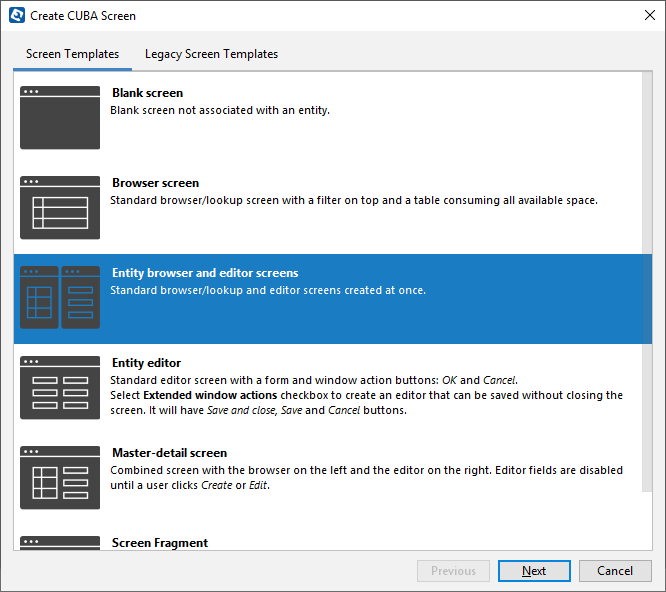 Create CUBA Screen
Screen Templates Legacy Screen Templates
Blank screen
Blank screen not associated with an entity.
Browser screen
Standard browser/lookup screen with a filter on top and a table consuming all available space.
Entity browser and editor screens
Standard browser/lookup and editor screens created at once.
Entity editor
Standard editor screen with a form and window action buttons: OK and Cancel.
Select Extended window actions checkbox to create an editor that can be saved without closing the
screen. It will have Save and close, Save and Cancel buttons.
Master-detail screen
Combined screen with the browser on the left and the editor on the right. Editor fields are disabled
until a user clicks Create or Edit.
Screen Fragment
Previous Next Cancel